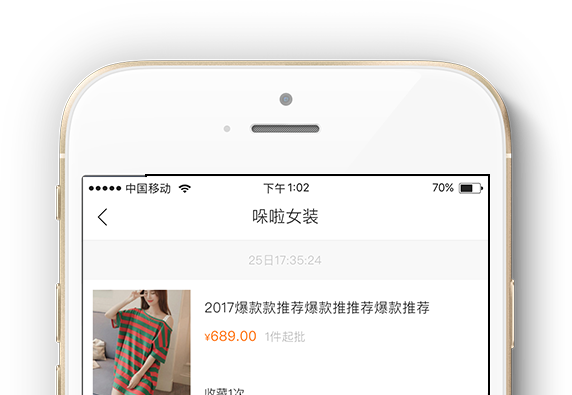 中国移动 下午1:02 70%
哚啦女装
25日17:35:24
2017爆款款推荐爆款推推荐爆款推荐
¥689.00 1件起批
收藏1次